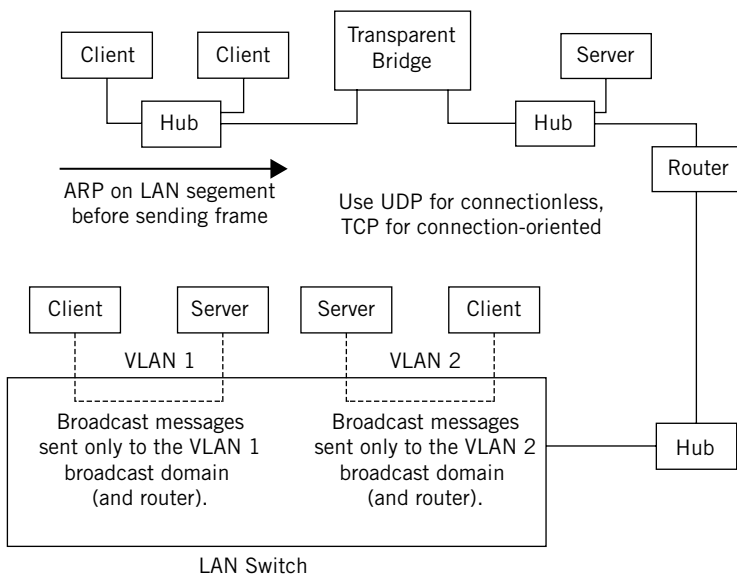 Client
Client
Transparent
Bridge
Server
Hub
Hub
Router
ARP on LAN segement
before sending frame
Use UDP for connectionless,
TCP for connection-oriented
Client
Server
Server
Client
VLAN 1
VLAN 2
Broadcast messages
sent only to the VLAN 1
broadcast domain
(and router).
Broadcast messages
sent only to the VLAN 2
broadcast domain
(and router).
Hub
LAN Switch